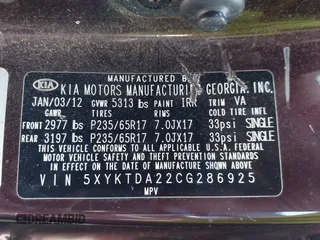 MANUFACTURED BY
KIA KIA MOTORS MANUFACTURING GEORGIA, INC.
JAN/03/12 GVWR 5313 lbs PAINT 1RK TRIM VA
GAWR TIRES RIMS COLD TIRE INFL
FRONT 2977 lbs P235/65R17 7.0JX17 33psi SINGLE
REAR 3197 lbs P235/65R17 7.0JX17 33psi SINGLE
THIS VEHICLE CONFORMS TO ALL APPLICABLE FEDERAL
MOTOR VEHICLE SAFETY AND THEFT PREVENTION STANDARDS IN
EFFECT ON THE DATE OF MANUFACTURE SHOWN ABOVE.
VIN 5XYKTDA22CG286925
MPV
© DREAMBID